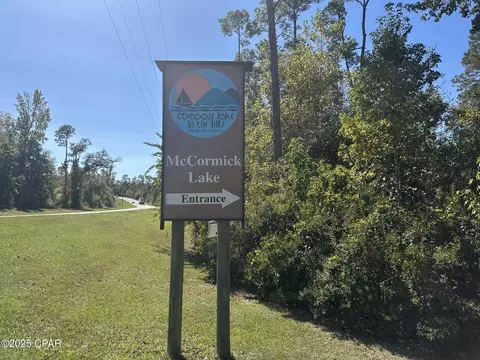 compass lake
in the hills
McCormick
Lake
Entrance
©2025 CPAR